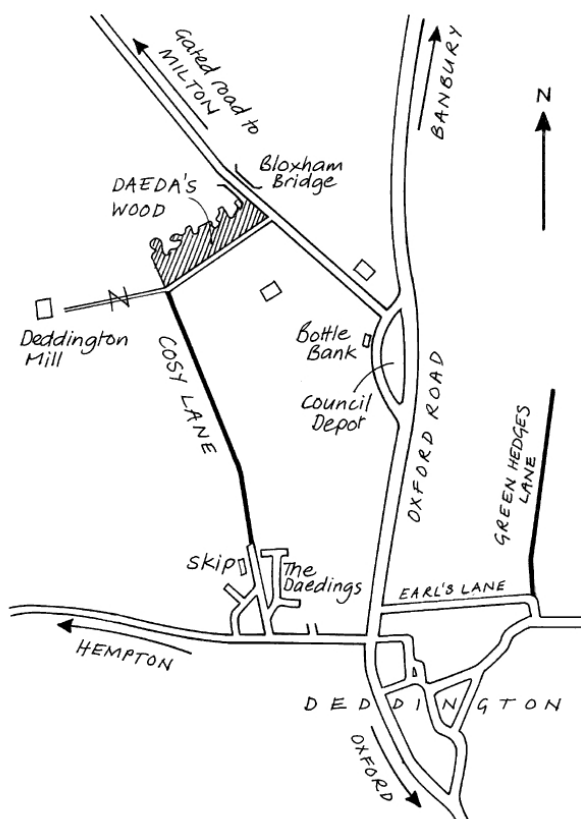 Gated road to
MILTON
BANBURY
N
Bloxham
Bridge
DAEDA'S
WOOD
Deddington
Mill
COSY LANE
Bottle
Bank
Council
Depot
OXFORD ROAD
GREEN HEDGES
LANE
skip
The
Daedings
EARL'S LANE
HEMPTON
DEDDINGTON
OXFORD